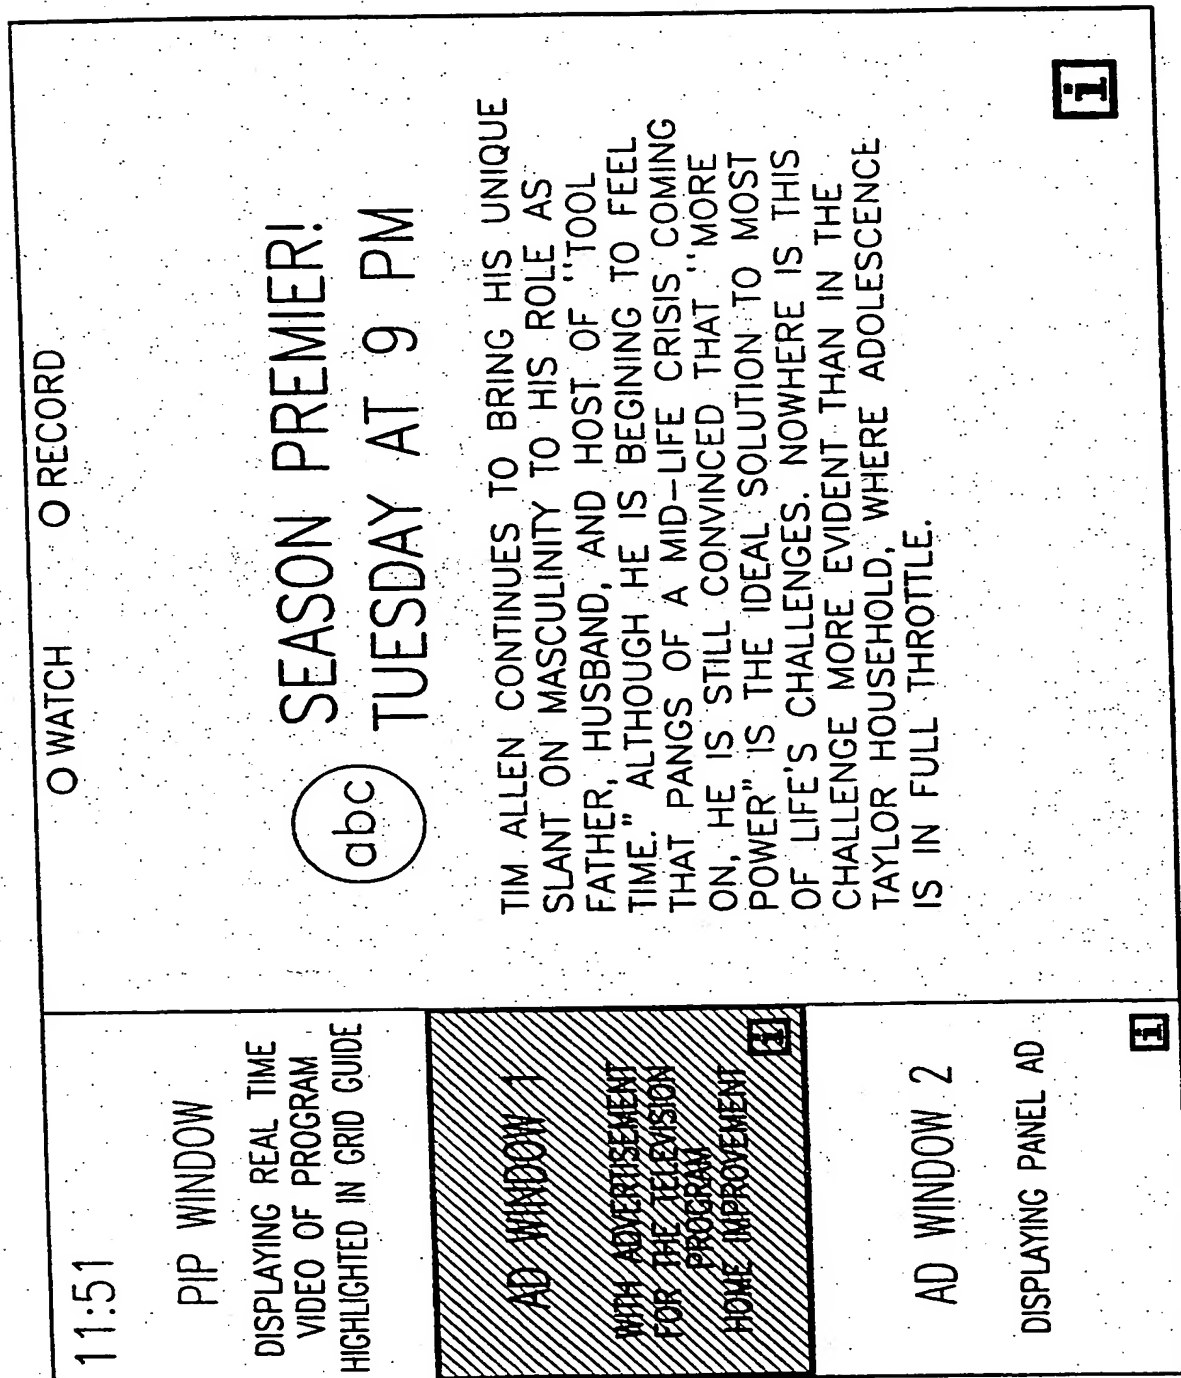 11:51
PIP WINDOW
DISPLAYING REAL TIME
VIDEO OF PROGRAM
HIGHLIGHTED IN GRID GUIDE
AD WINDOW 1
WITH ADVERTISEMENT
FOR THE TELEVISION
PROGRAM
HOME IMPROVEMENT
i
AD WINDOW 2
DISPLAYING PANEL AD
i
O WATCH O RECORD
abc
SEASON PREMIER!
TUESDAY AT 9 PM
TIM ALLEN CONTINUES TO BRING HIS UNIQUE
SLANT ON MASCULINITY TO HIS ROLE AS
FATHER, HUSBAND, AND HOST OF "TOOL
TIME." ALTHOUGH HE IS BEGINING TO FEEL
THAT PANGS OF A MID-LIFE CRISIS COMING
ON, HE IS STILL CONVINCED THAT "MORE
POWER" IS THE IDEAL SOLUTION TO MOST
OF LIFE'S CHALLENGES. NOWHERE IS THIS
CHALLENGE MORE EVIDENT THAN IN THE
TAYLOR HOUSEHOLD, WHERE ADOLESCENCE
IS IN FULL THROTTLE.
i